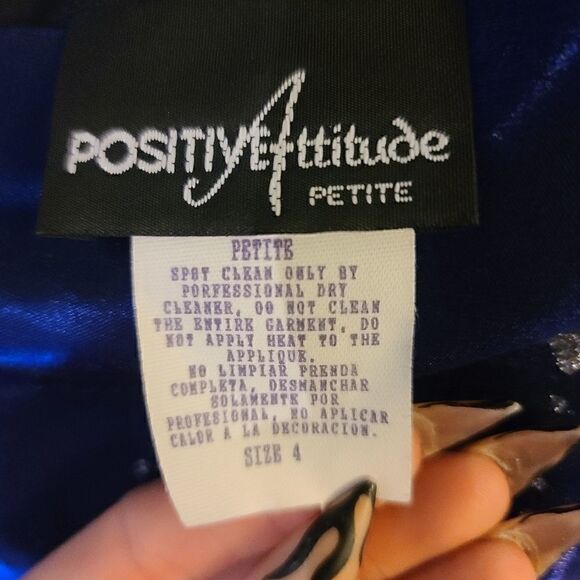 POSITIVE Attitude
PETITE
PETITE
SPOT CLEAN ONLY BY
PORFESSIONAL DRY
CLEANER, DO NOT CLEAN
THE ENTIRE GARMENT, DO
NOT APPLY HEAT TO THE
APPLIQUE.
NO LIMPIAR PRENDA
COMPLETA, DESMANCHAR
SOLAMENTE POR
PROFESIONAL, NO APLICAR
CALOR A LA DECORACION.
SIZE 4